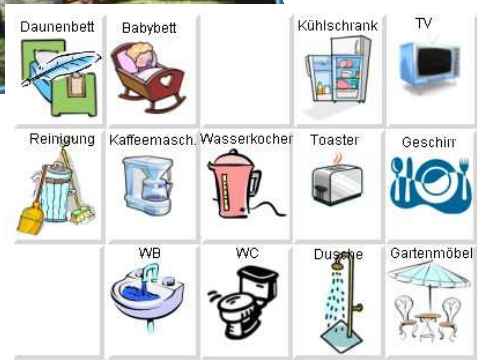 Daunenbett
Babybett
Kühlschrank
TV
Reinigung
Kaffeemasch.
Wasserkocher
Toaster
Geschirr
WB
WC
Dusche
Gartenmöbel